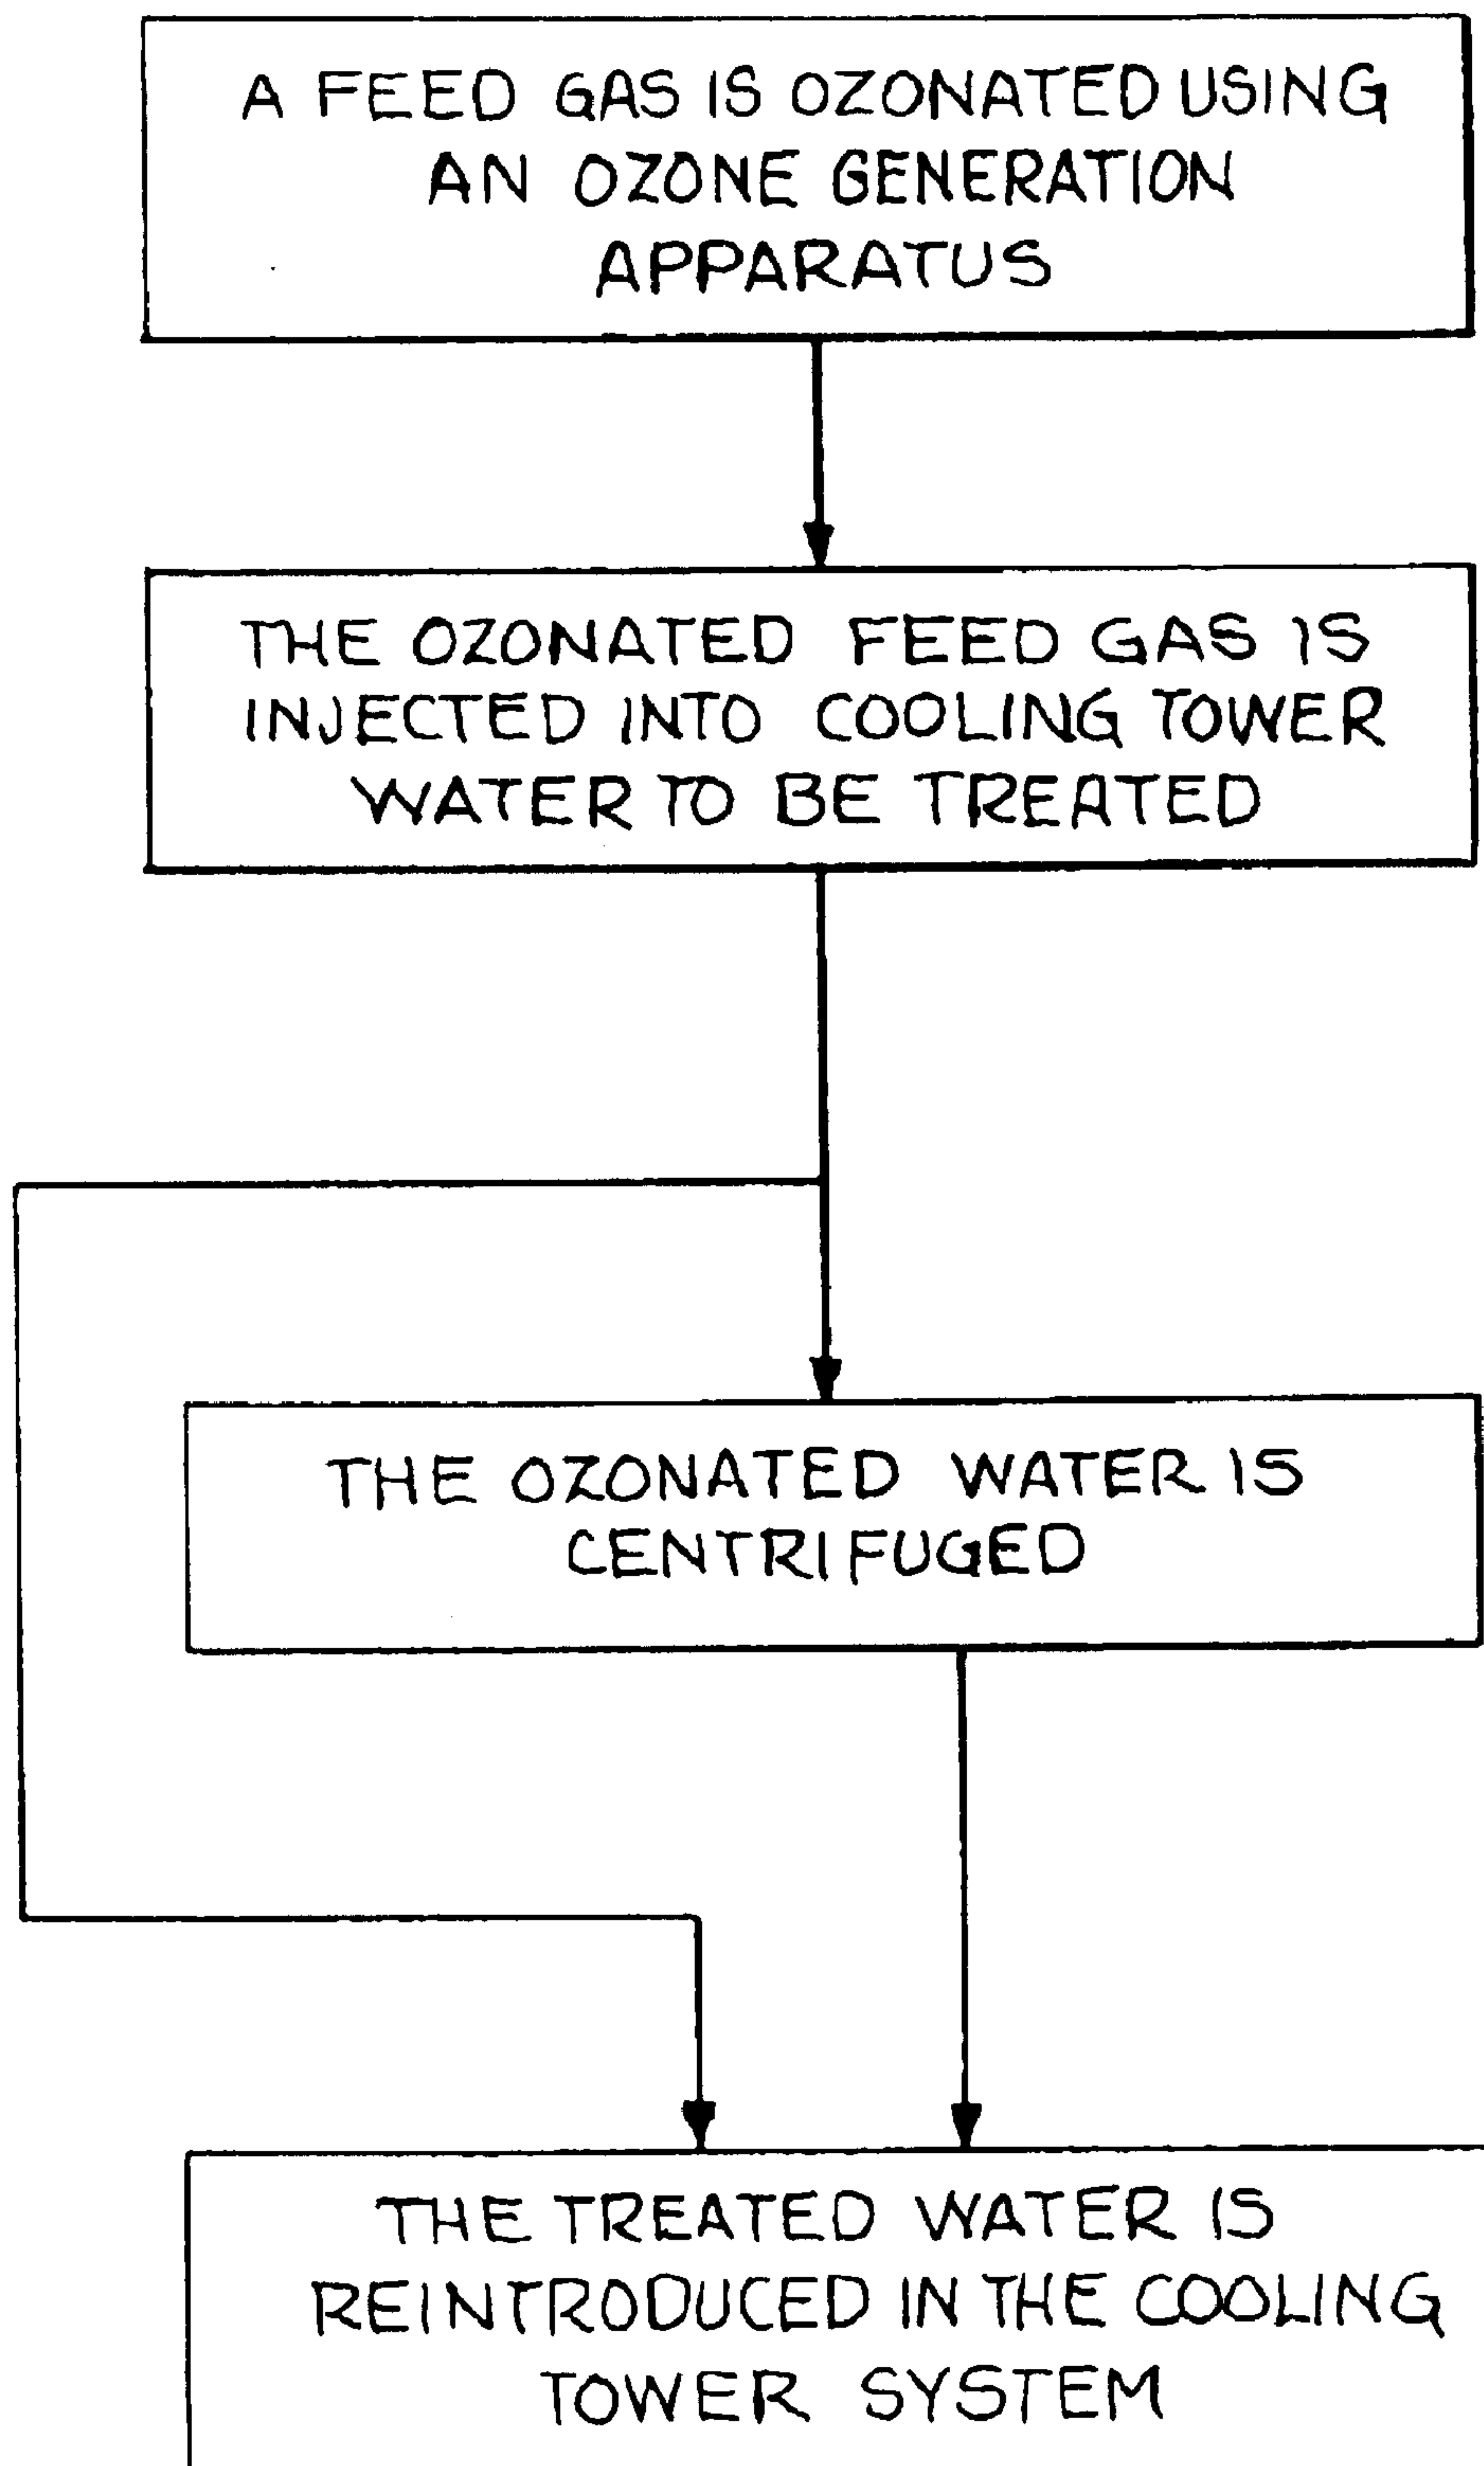 A FEED GAS IS OZONATED USING
AN OZONE GENERATION
APPARATUS
THE OZONATED FEED GAS IS
INJECTED INTO COOLING TOWER
WATER TO BE TREATED
THE OZONATED WATER IS
CENTRIFUGED
THE TREATED WATER IS
REINTRODUCED IN THE COOLING
TOWER SYSTEM